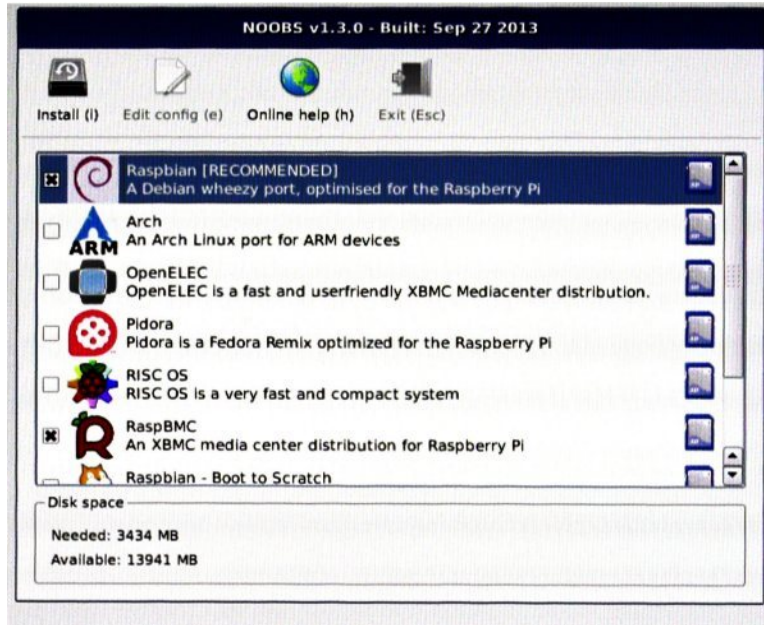 NOOBS v1.3.0 - Built: Sep 27 2013
Install (i) Edit config (e) Online help (h) Exit (Esc)
Raspbian [RECOMMENDED]
A Debian wheezy port, optimised for the Raspberry Pi
ARM
Arch
An Arch Linux port for ARM devices
OpenELEC
OpenELEC is a fast and userfriendly XBMC Mediacenter distribution.
Pidora
Pidora is a Fedora Remix optimized for the Raspberry Pi
RISC OS
RISC OS is a very fast and compact system
RaspBMC
An XBMC media center distribution for Raspberry Pi
Raspbian - Boot to Scratch
Disk space
Needed: 3434 MB
Available: 13941 MB